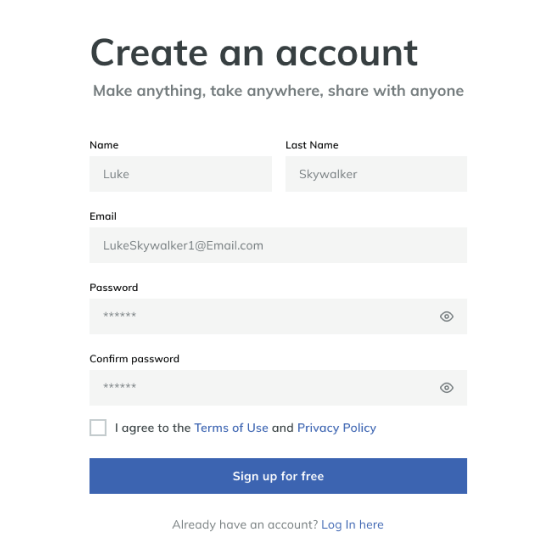 Create an account
Make anything, take anywhere, share with anyone
Name Last Name
Luke Skywalker
Email
LukeSkywalker1@Email.com
Password
******
Confirm password
******
I agree to the Terms of Use and Privacy Policy
Sign up for free
Already have an account? Log In here